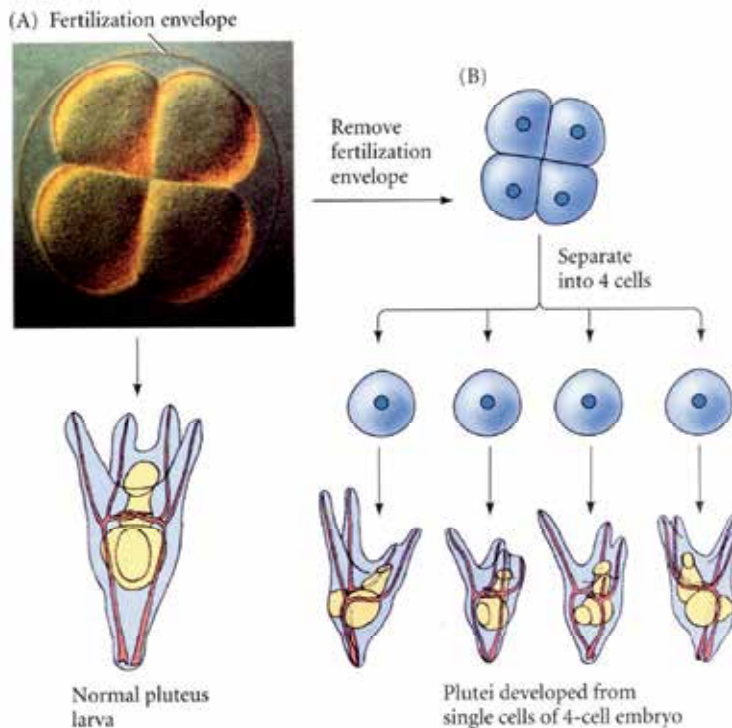 (A) Fertilization envelope
(B)
Remove
fertilization
envelope
Separate
into 4 cells
Normal pluteus
larva
Plutei developed from
single cells of 4-cell embryo